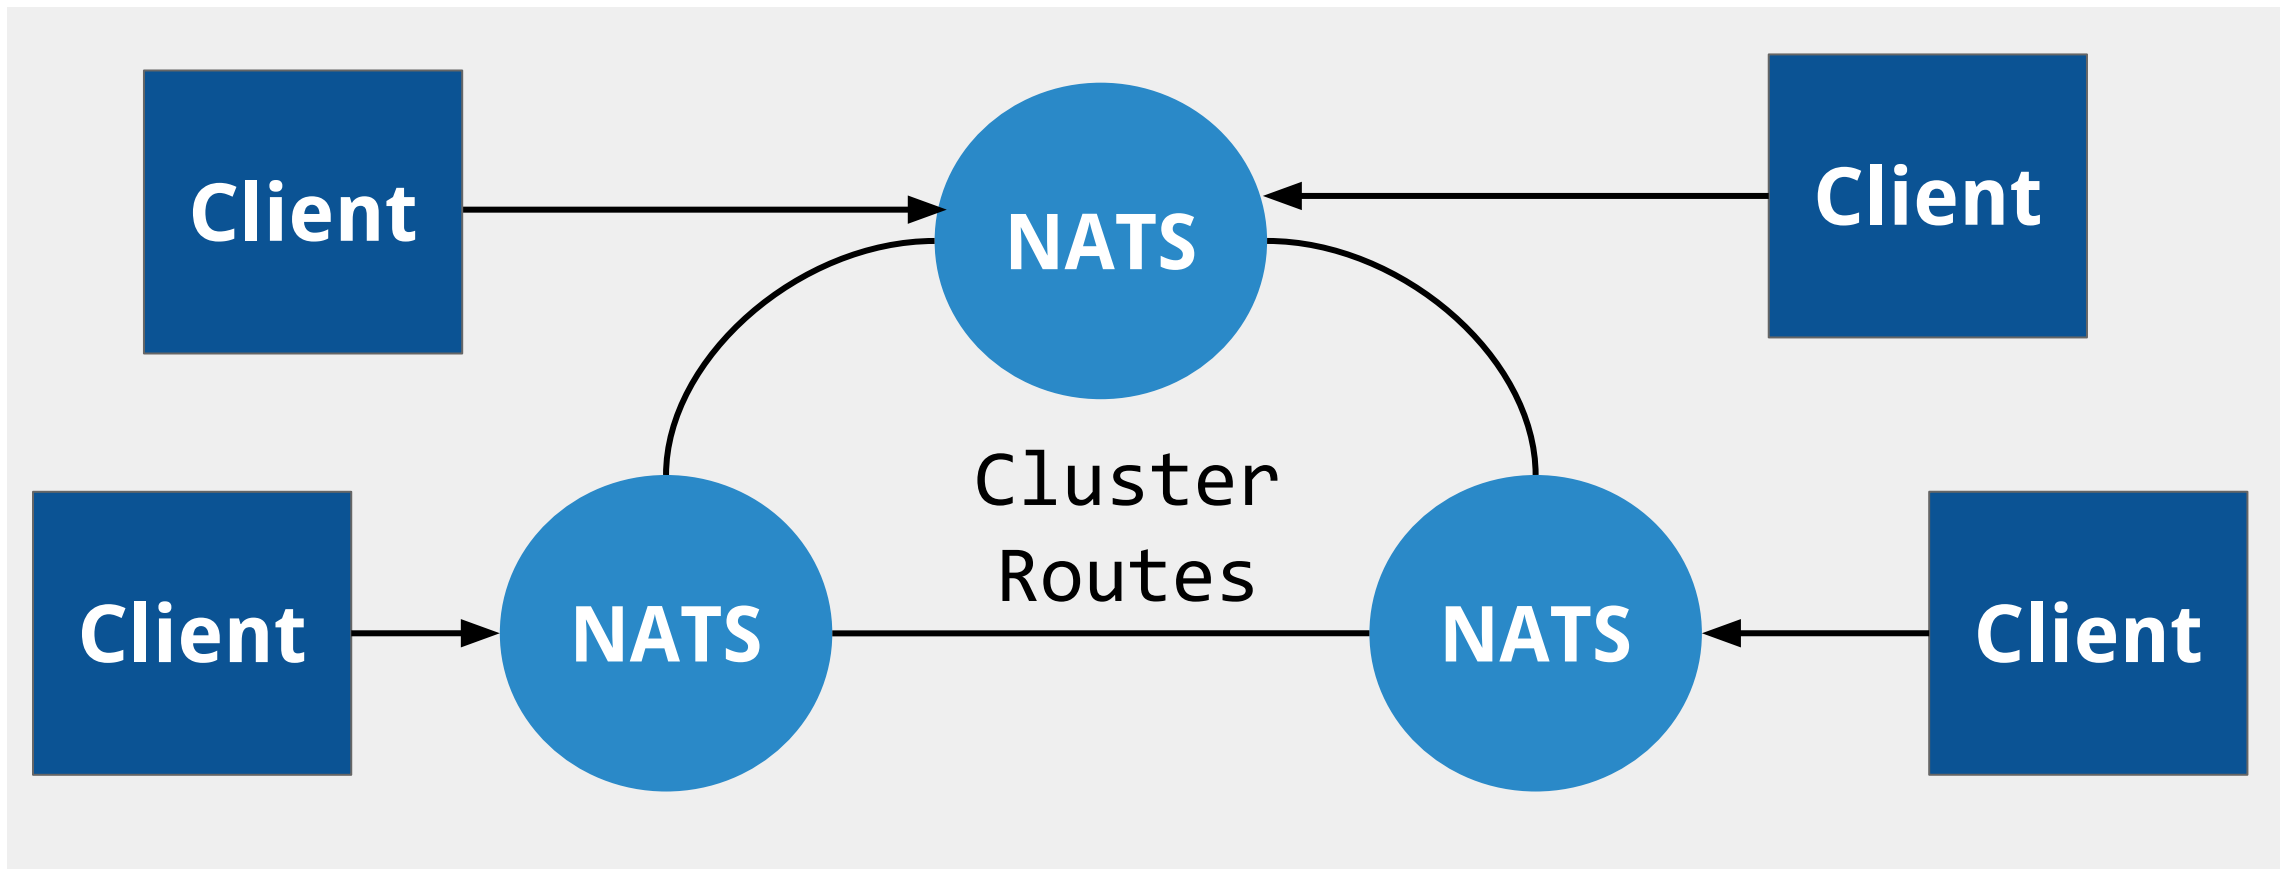 Client
NATS
Client
Cluster
Routes
Client
NATS
NATS
Client